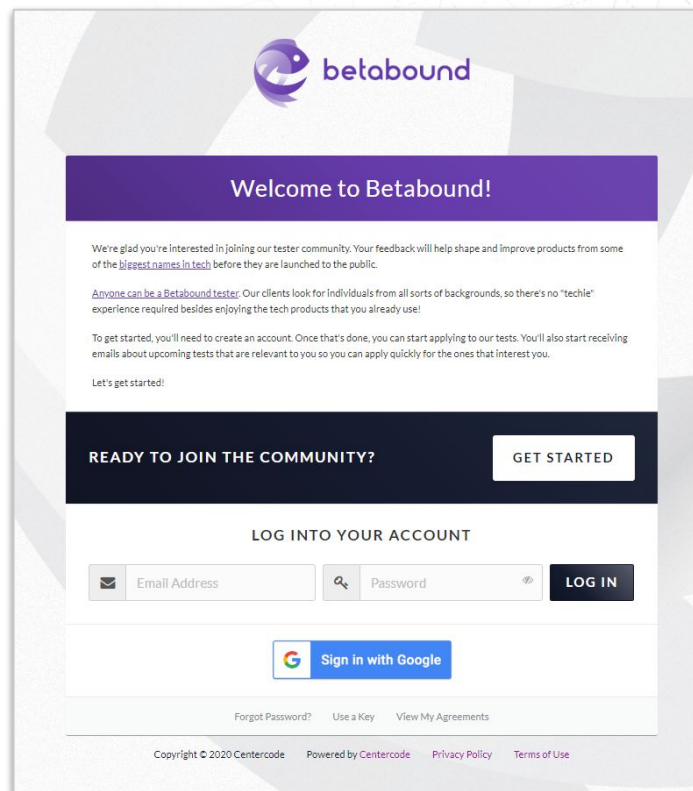 betabound
Welcome to Betabound!
We're glad you're interested in joining our tester community. Your feedback will help shape and improve products from some
of the biggest names in tech before they are launched to the public.
Anyone can be a Betabound tester. Our clients look for individuals from all sorts of backgrounds, so there's no "techie"
experience required besides enjoying the tech products that you already use!
To get started, you'll need to create an account. Once that's done, you can start applying to our tests. You'll also start receiving
emails about upcoming tests that are relevant to you so you can apply quickly for the ones that interest you.
Let's get started!
READY TO JOIN THE COMMUNITY? GET STARTED
LOG INTO YOUR ACCOUNT
Email Address Password LOG IN
Sign in with Google
Forgot Password? Use a Key View My Agreements
Copyright © 2020 Centercode Powered by Centercode Privacy Policy Terms of Use